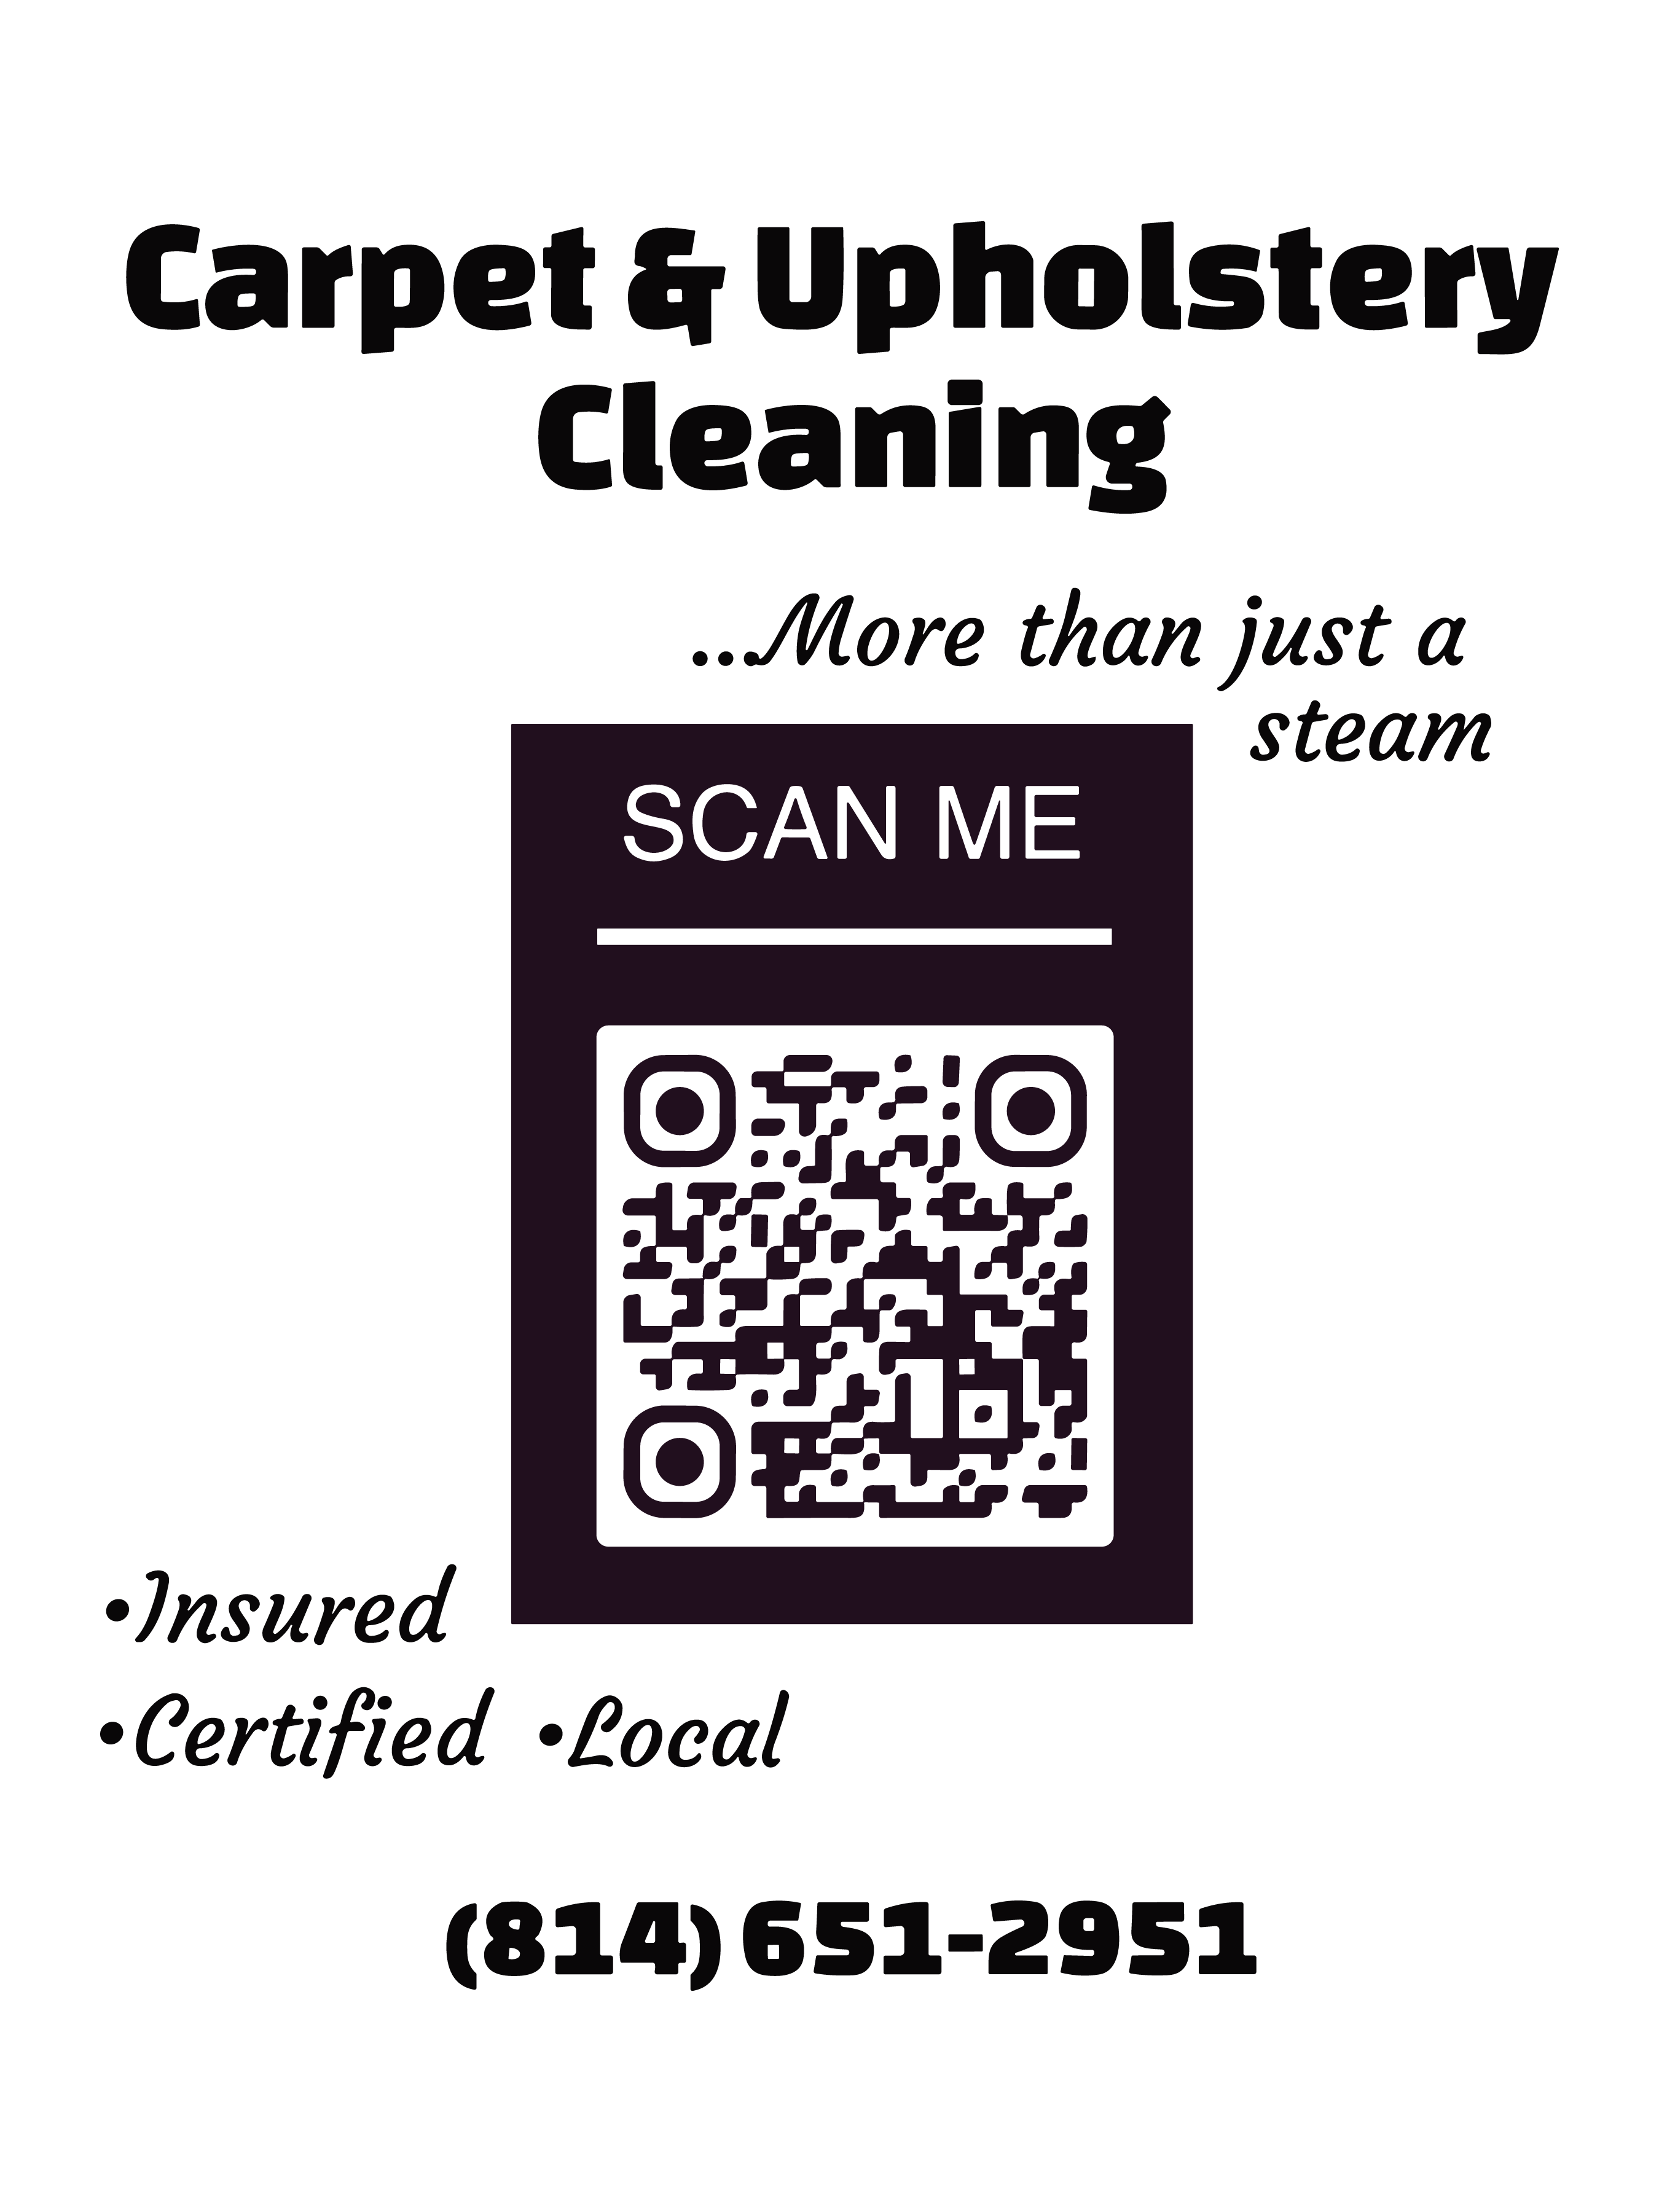 Carpet & Upholstery
Cleaning
...More than just a
steam
SCAN ME
•Insured
•Certified •Local
(814) 651-2951